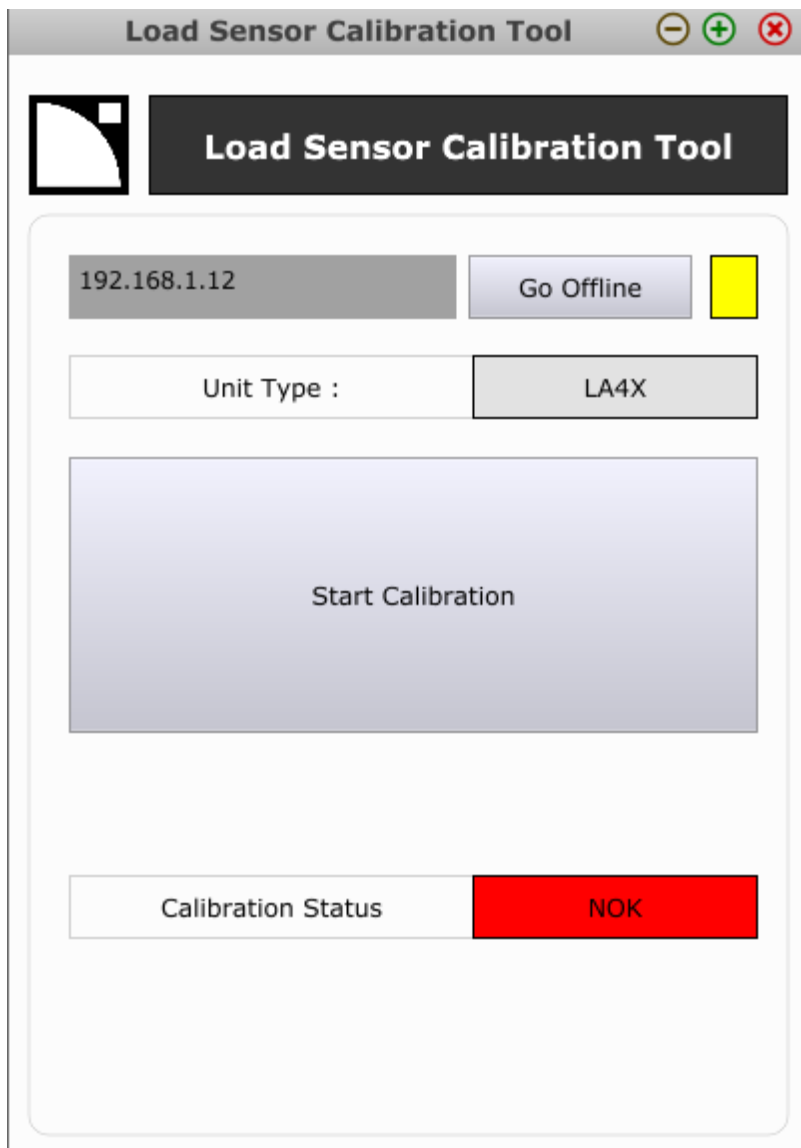 Load Sensor Calibration Tool
Load Sensor Calibration Tool
192.168.1.12
Go Offline
Unit Type :
LA4X
Start Calibration
Calibration Status
NOK